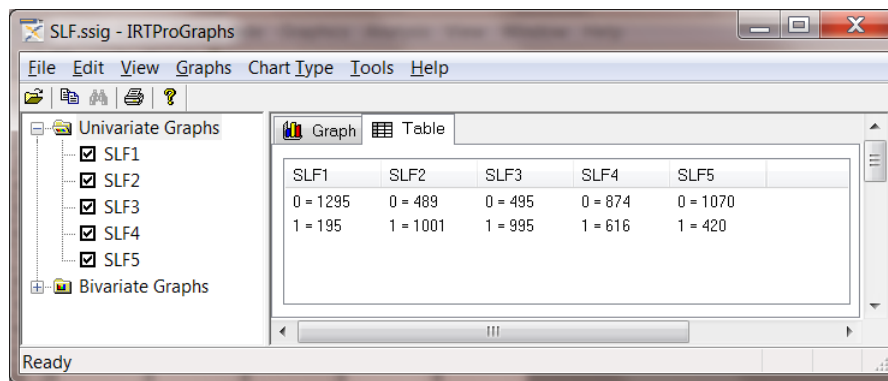 SLF.ssig - IRTProGraphs
File Edit View Graphs Chart Type Tools Help
Univariate Graphs
SLF1
SLF2
SLF3
SLF4
SLF5
Bivariate Graphs
Graph Table
SLF1 SLF2 SLF3 SLF4 SLF5
0 = 1295 0 = 489 0 = 495 0 = 874 0 = 1070
1 = 195 1 = 1001 1 = 995 1 = 616 1 = 420
Ready